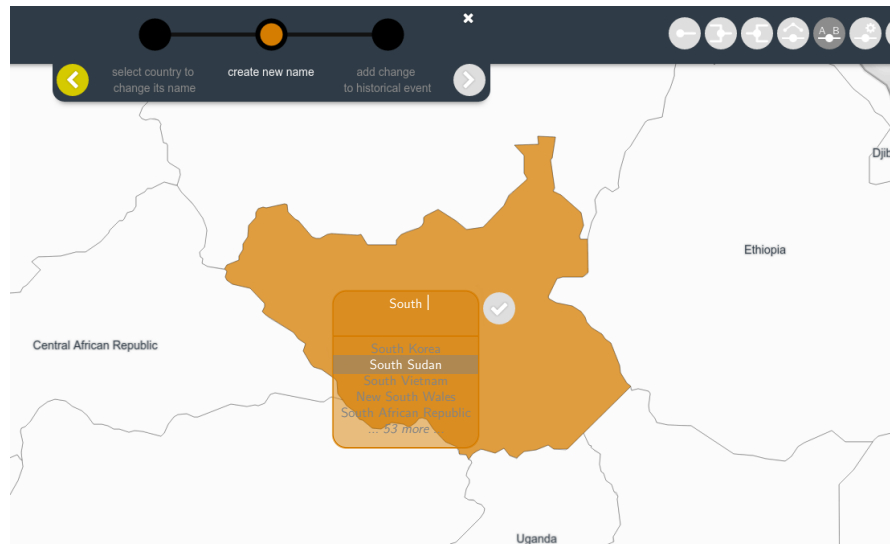 select country to
change its name
create new name
add change
to historical event
A B
Djib
Ethiopia
South
Central African Republic
South Korea
South Sudan
South Vietnam
New South Wales
South African Republic
... 53 more ...
Uganda